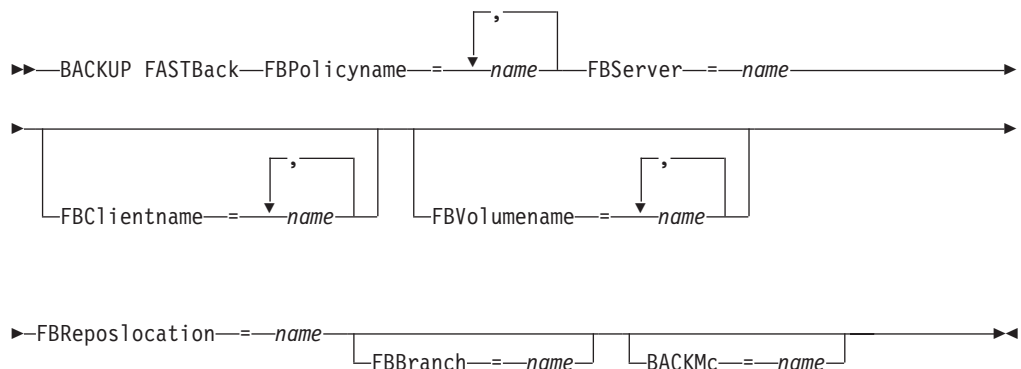 ,
BACKUP FASTBack FBPolicyname = name FBServer = name
, ,
FBClientname = name FBVolumename = name
FBReposlocation = name
FBBranch = name BACKMc = name